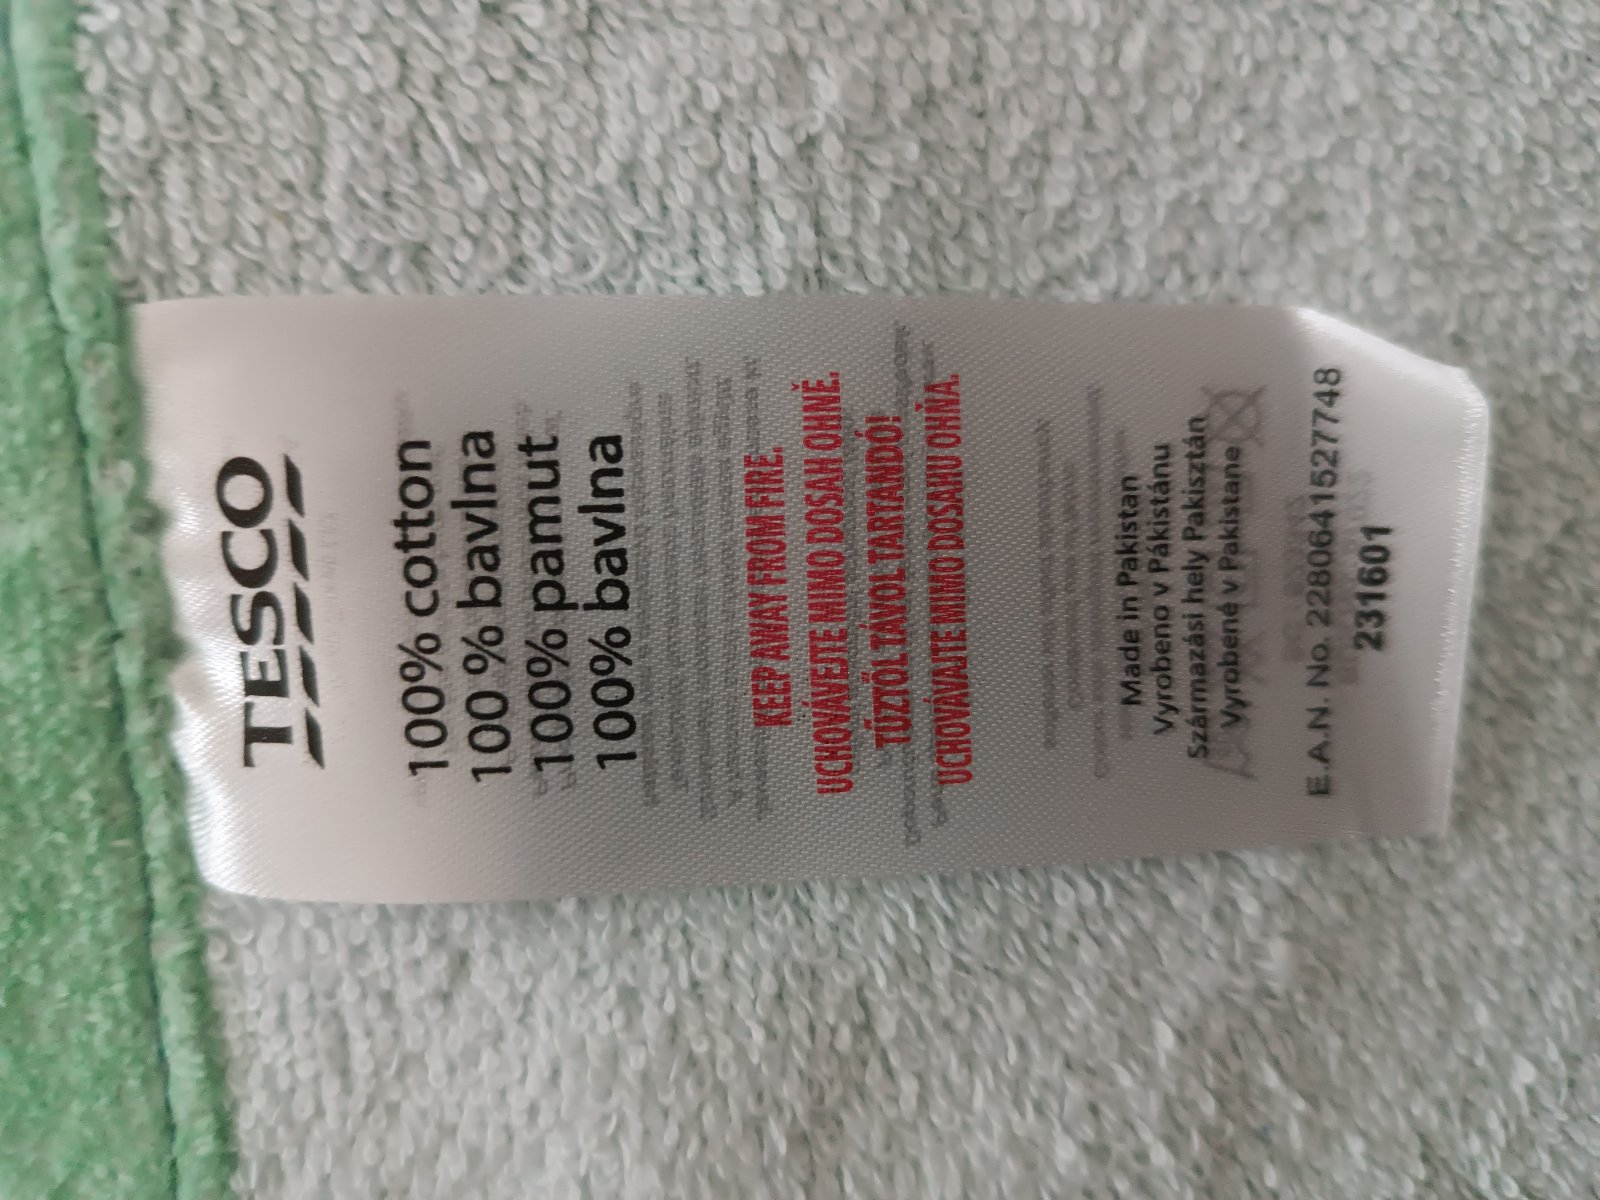 TESCO
100% cotton
100 % bavlna
100% pamut
100% bavlna
KEEP AWAY FROM FIRE.
UCHOVÁVEJTE MIMO DOSAH OHNĚ.
TŰZTŐL TÁVOL TARTANDÓ!
UCHOVÁVAJTE MIMO DOSAHU OHŇA.
Made in Pakistan
Vyrobeno v Pákistánu
Származási hely Pakisztán
Vyrobené v Pakistane
E.A.N. No. 2280641527748
231601